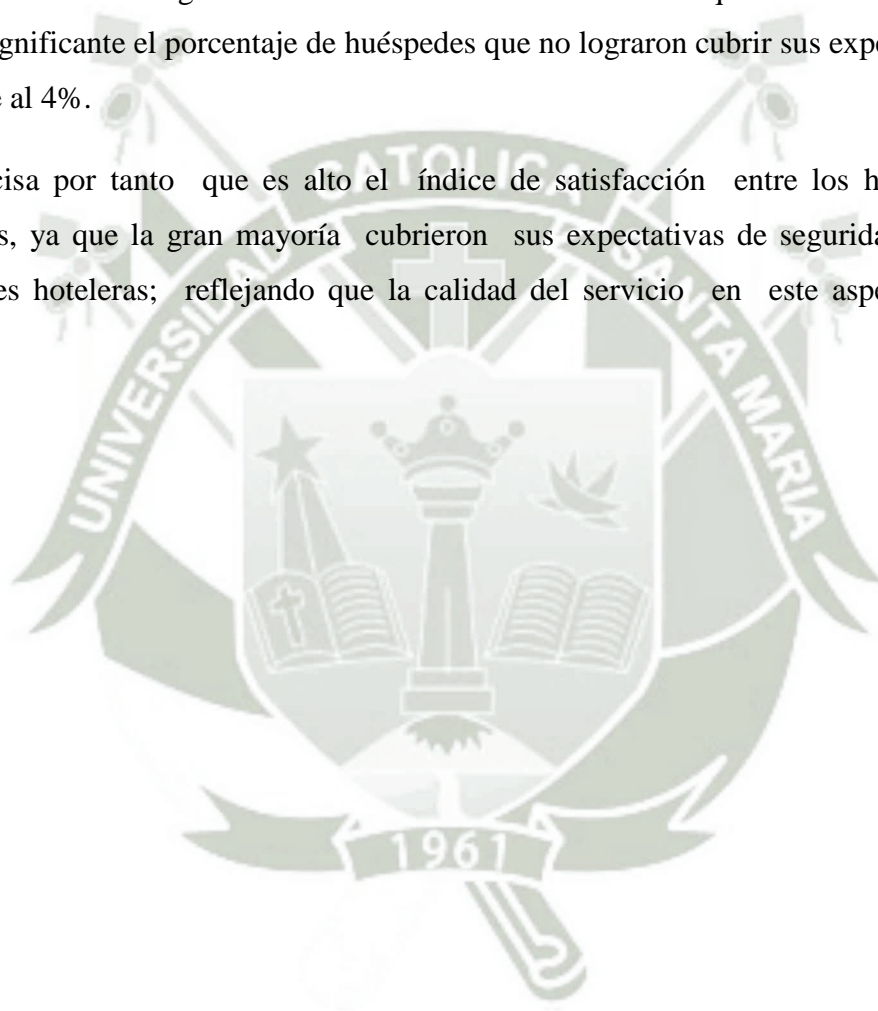 gnificante el porcentaje de huéspedes que no lograron cubrir sus expe
e al 4%.
cisa por tanto que es alto el índice de satisfacción entre los h
s, ya que la gran mayoría cubrieron sus expectativas de segurida
es hoteleras; reflejando que la calidad del servicio en este aspe
UNIVERSIDAD CATOLICA SANTA MARIA
1961